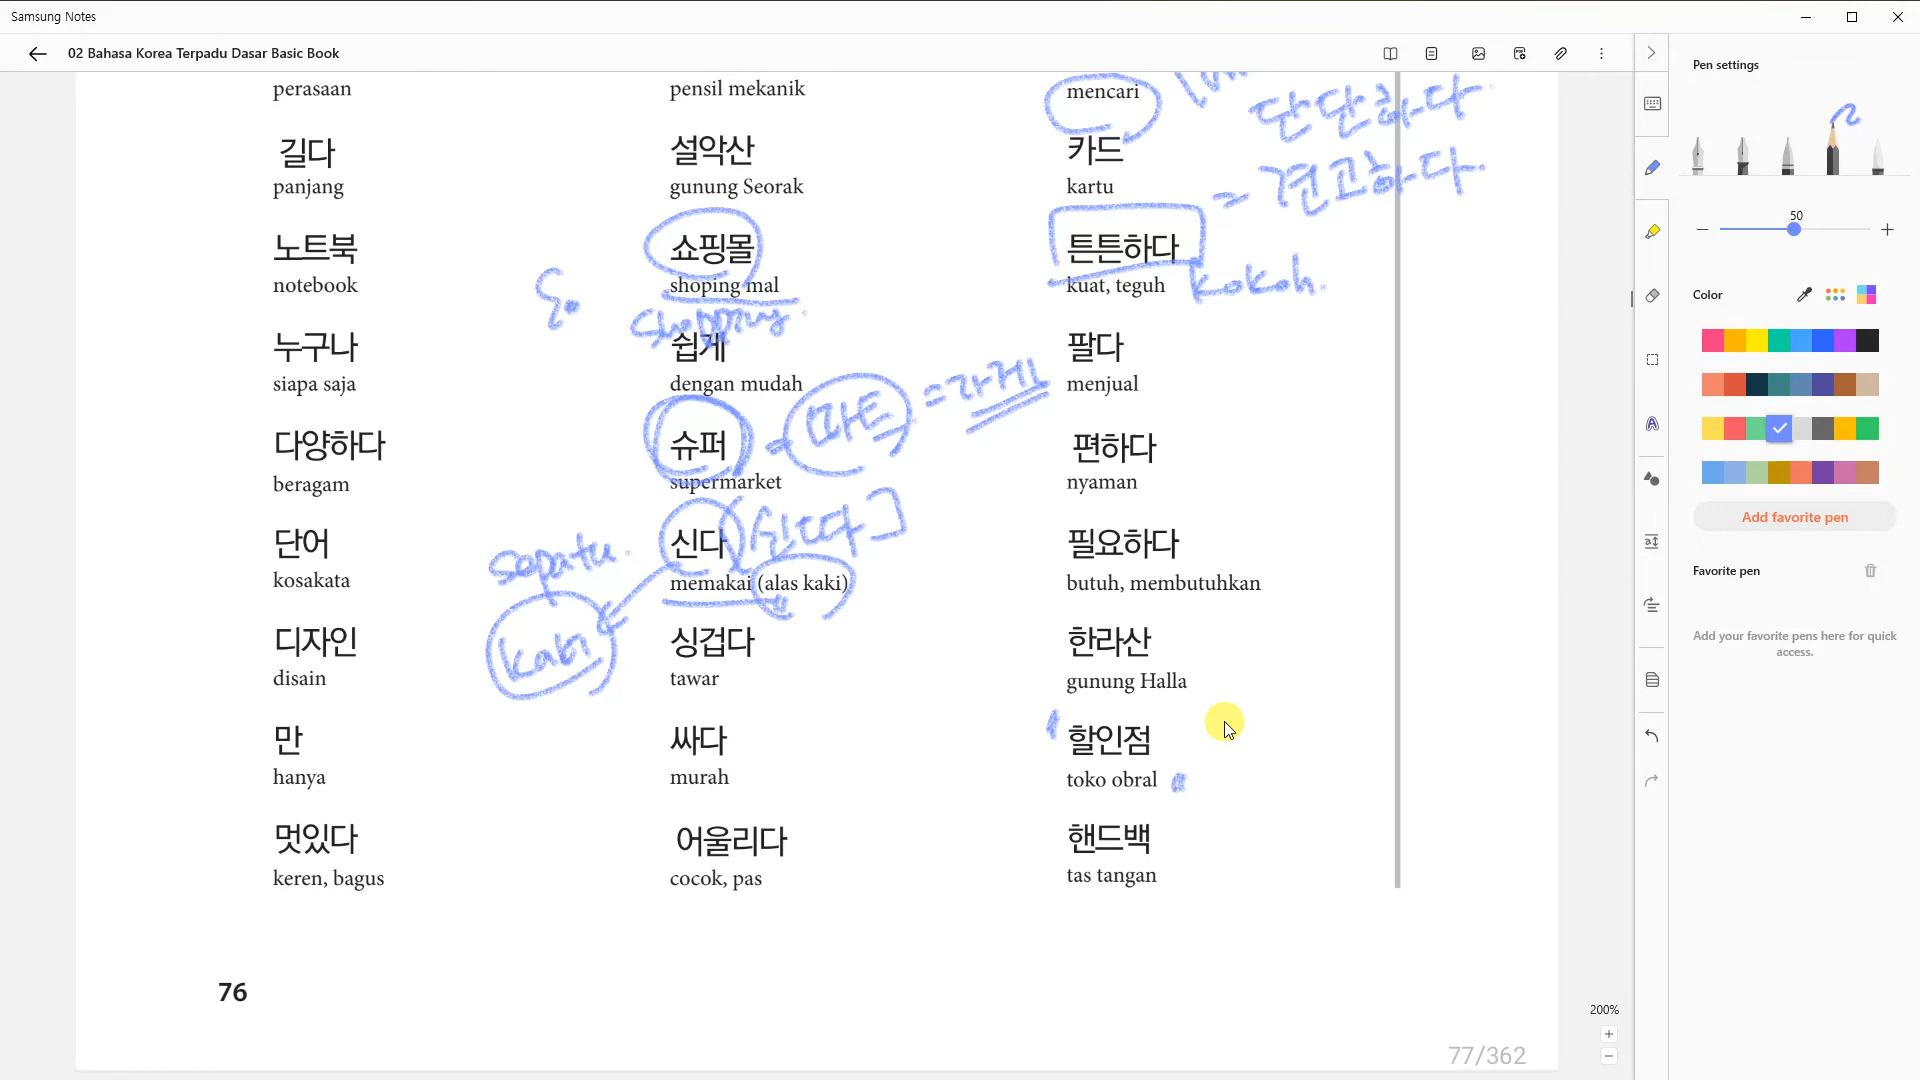 Samsung Notes
02 Bahasa Korea Terpadu Dasar Basic Book
perasaan
길다
panjang
노트북
notebook
누구나
siapa saja
다양하다
beragam
단어
kosakata
디자인
disain
만
hanya
멋있다
keren, bagus
76
pensil mekanik
설악산
gunung Seorak
쇼핑몰
shoping mal
Shopping
쉽게
dengan mudah
슈퍼
supermarket
신다
memakai (alas kaki)
sepatu.
kaki
싱겁다
tawar
싸다
murah
어울리다
cocok, pas
mencari
카드
kartu
단단하다
= 견고하다.
튼튼하다
kuat, teguh
kokoh.
팔다
menjual
편하다
nyaman
필요하다
butuh, membutuhkan
한라산
gunung Halla
할인점
toko obral
핸드백
tas tangan
200%
77/362
Pen settings
50
Color
Add favorite pen
Favorite pen
Add your favorite pens here for quick
access.